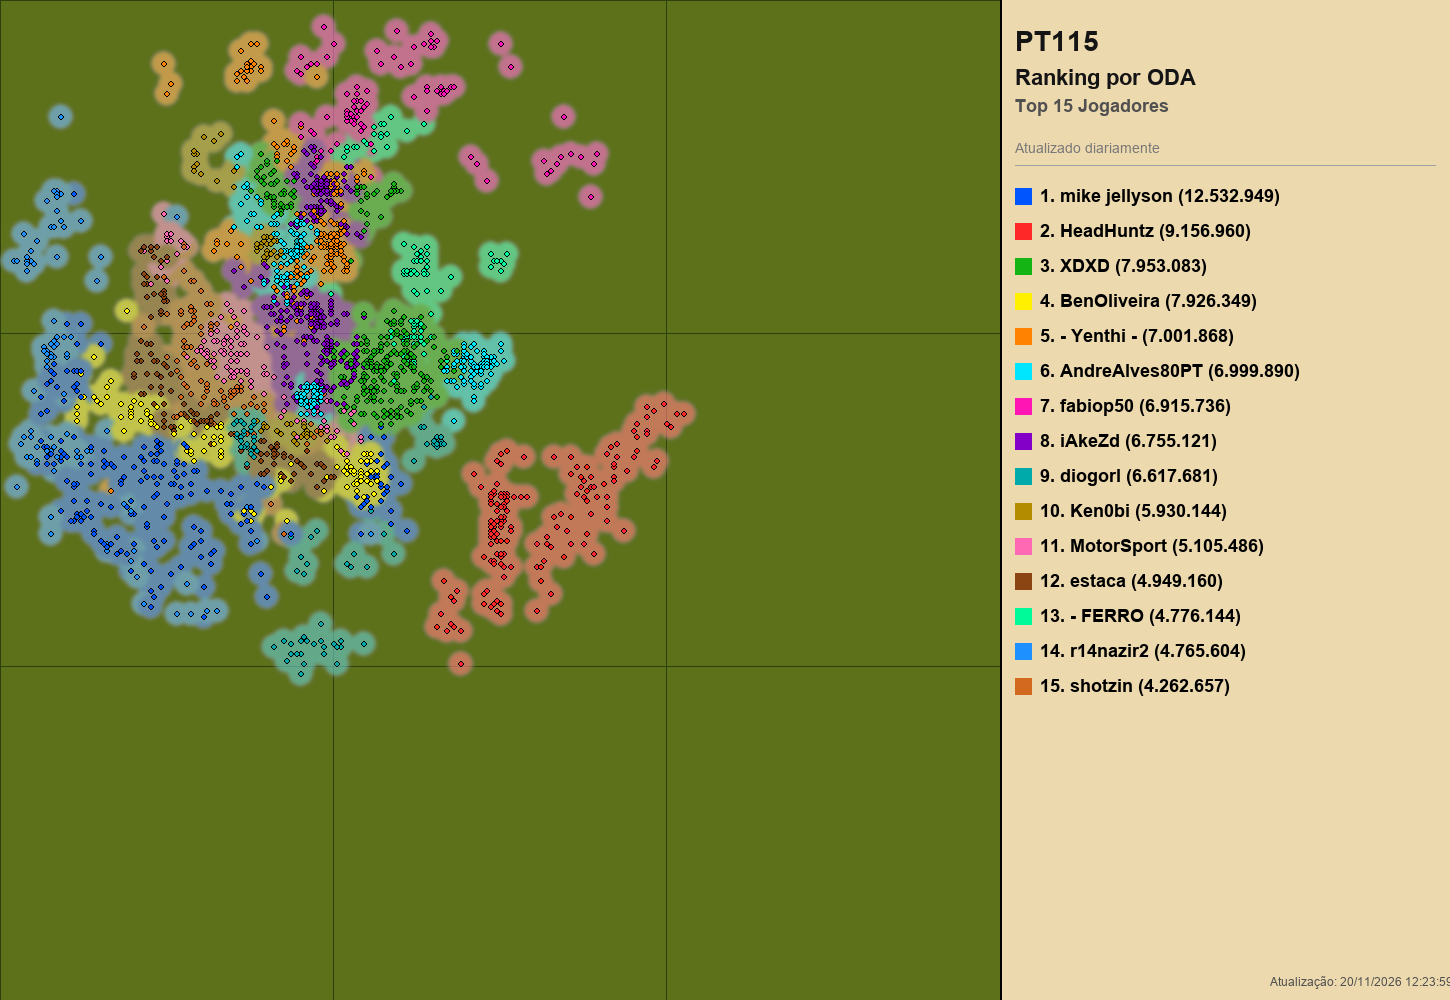 PT115
Ranking por ODA
Top 15 Jogadores
Atualizado diariamente
1. mike jellyson (12.532.949)
2. HeadHuntz (9.156.960)
3. XDXD (7.953.083)
4. BenOliveira (7.926.349)
5. - Yenthi - (7.001.868)
6. AndreAlves80PT (6.999.890)
7. fabiop50 (6.915.736)
8. iAkeZd (6.755.121)
9. diogorl (6.617.681)
10. Ken0bi (5.930.144)
11. MotorSport (5.105.486)
12. estaca (4.949.160)
13. - FERRO (4.776.144)
14. r14nazir2 (4.765.604)
15. shotzin (4.262.657)
Atualização: 20/11/2026 12:23:59